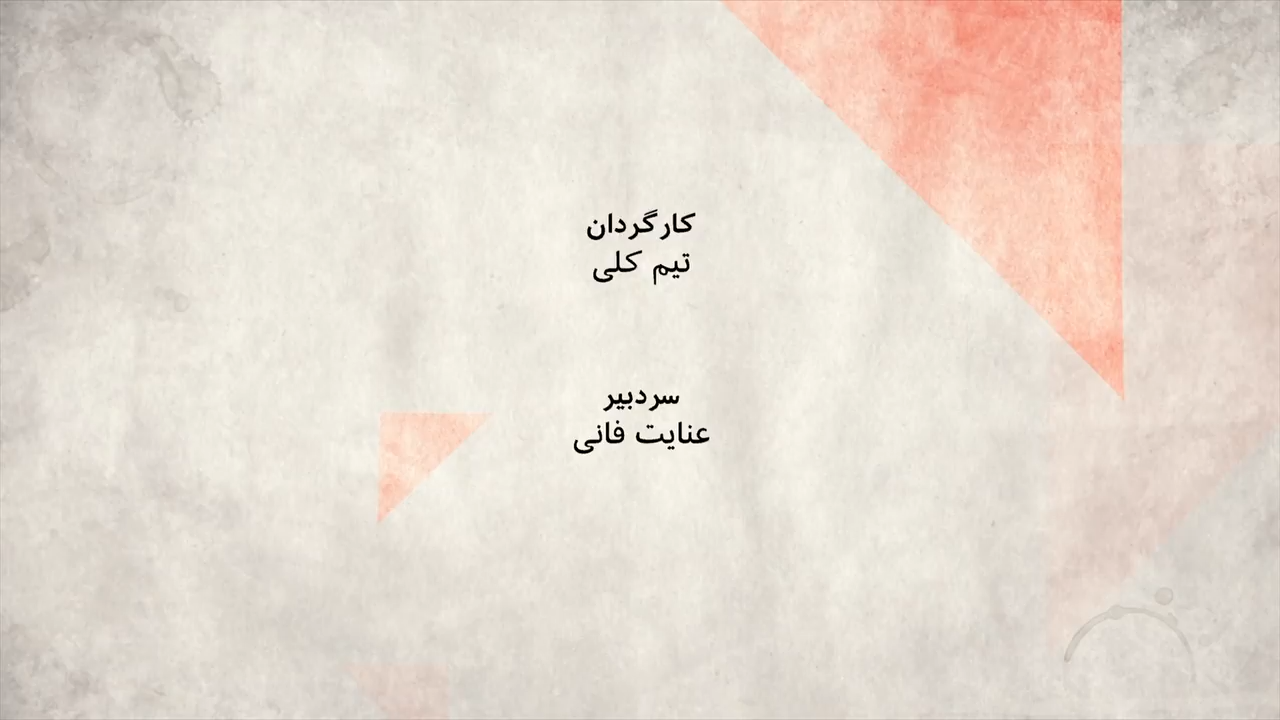 کارگردان
تیم کلی
سردبیر
عنایت فانی